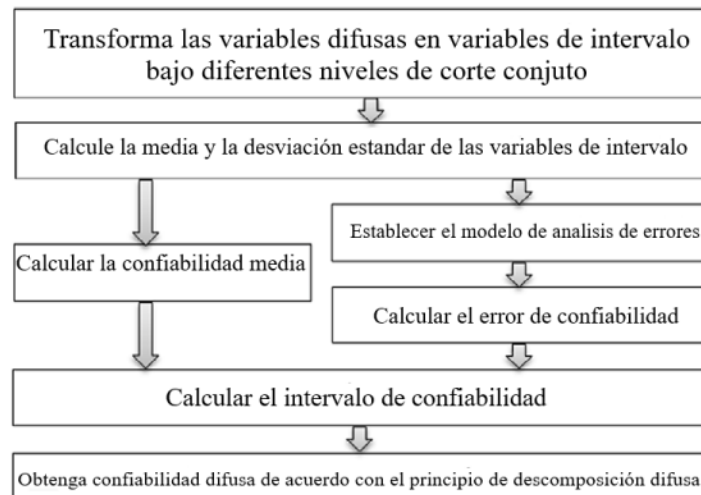 Transforma las variables difusas en variables de intervalo
bajo diferentes niveles de corte conjuto
Calcule la media y la desviación estandar de las variables de intervalo
Establecer el modelo de analisis de errores
Calcular la confiabilidad media
Calcular el error de confiabilidad
Calcular el intervalo de confiabilidad
Obtenga confiabilidad difusa de acuerdo con el principio de descomposición difusa